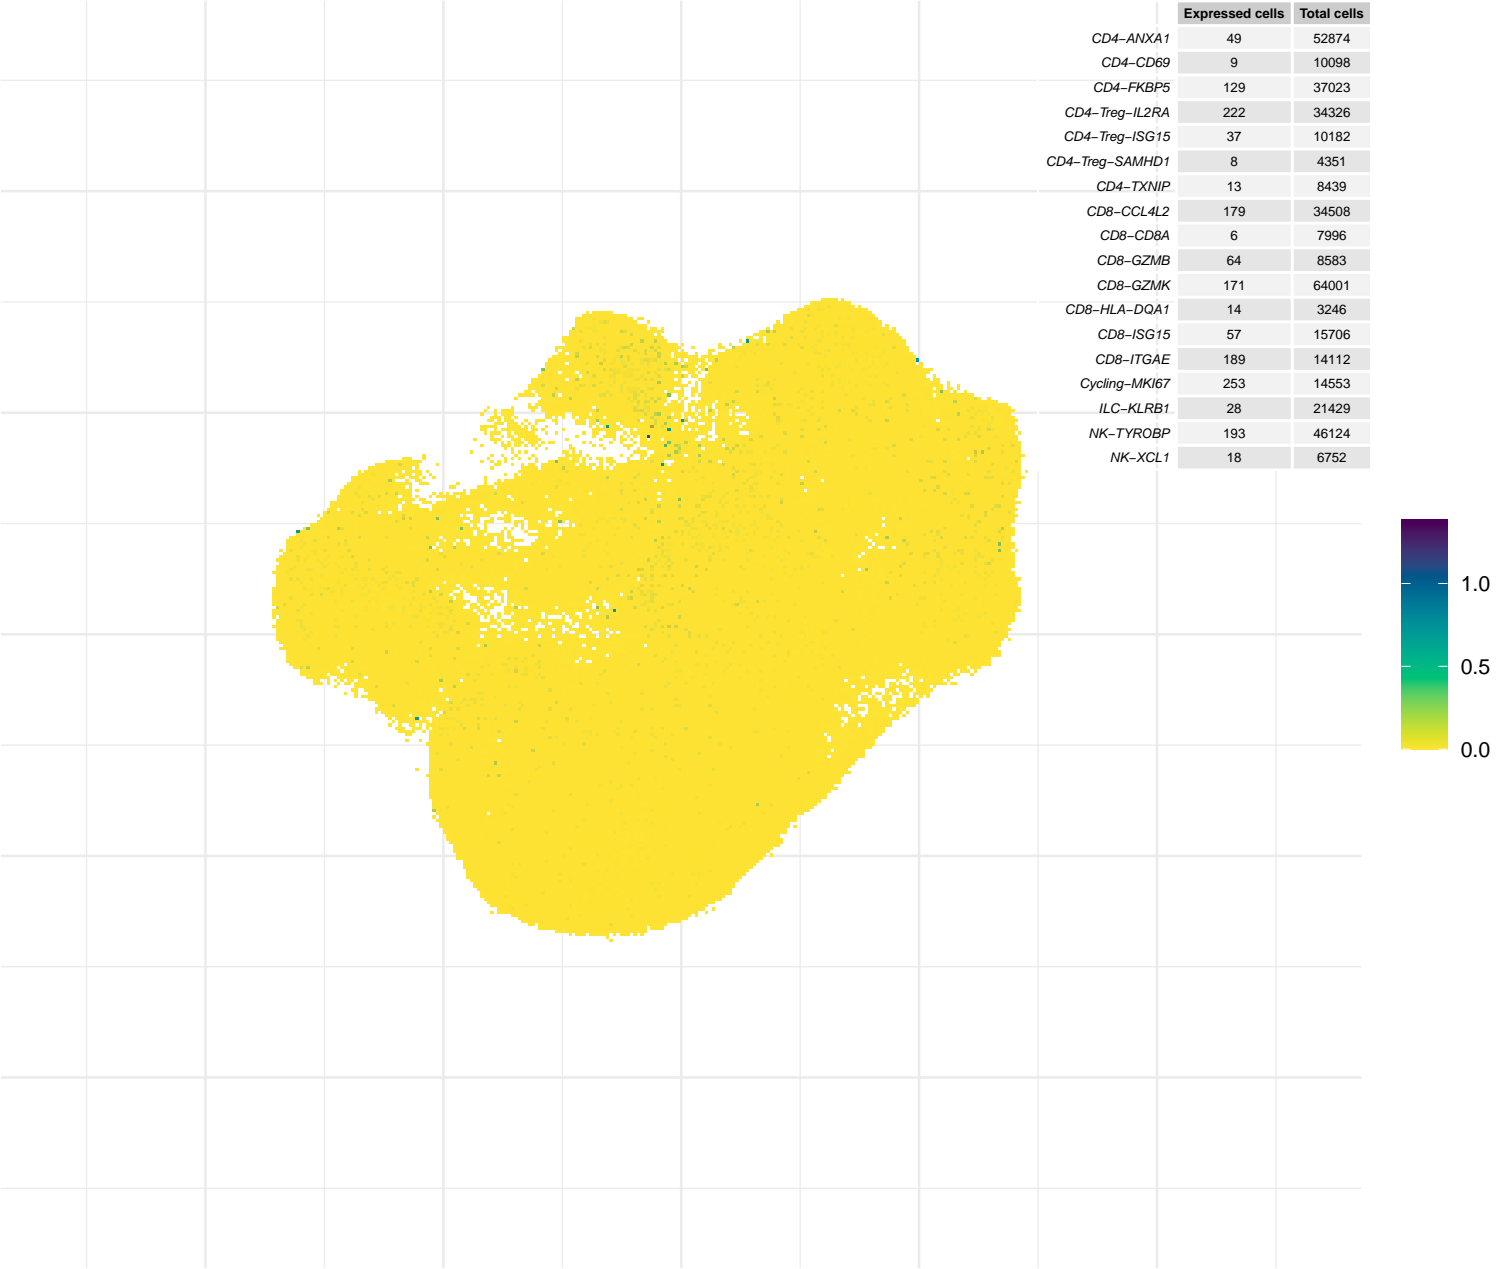 Expressed cells Total cells
CD4−ANXA1 49 52874
CD4−CD69 9 10098
CD4−FKBP5 129 37023
CD4−Treg−IL2RA 222 34326
CD4−Treg−ISG15 37 10182
CD4−Treg−SAMHD1 8 4351
CD4−TXNIP 13 8439
CD8−CCL4L2 179 34508
CD8−CD8A 6 7996
CD8−GZMB 64 8583
CD8−GZMK 171 64001
CD8−HLA−DQA1 14 3246
CD8−ISG15 57 15706
CD8−ITGAE 189 14112
Cycling−MKI67 253 14553
ILC−KLRB1 28 21429
NK−TYROBP 193 46124
NK−XCL1 18 6752
1.0
0.5
0.0